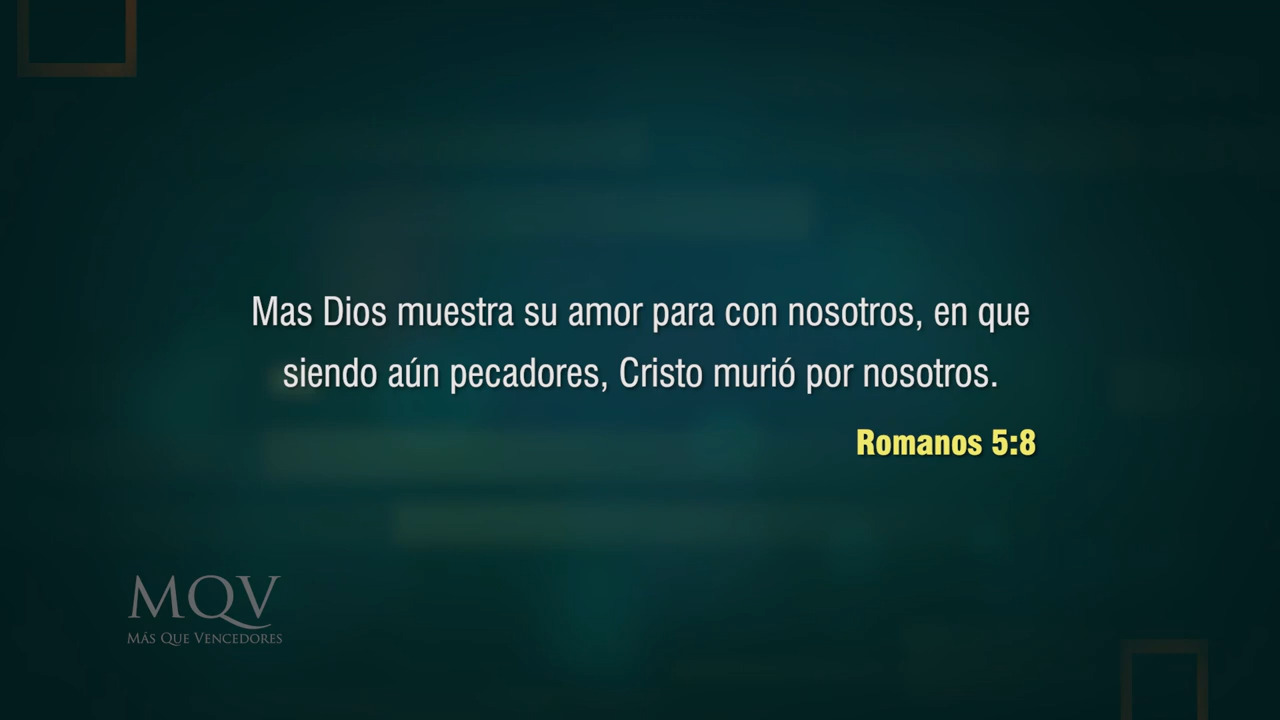 Mas Dios muestra su amor para con nosotros, en que
siendo aún pecadores, Cristo murió por nosotros.
Romanos 5:8
MQV
MÁS QUE VENCEDORES